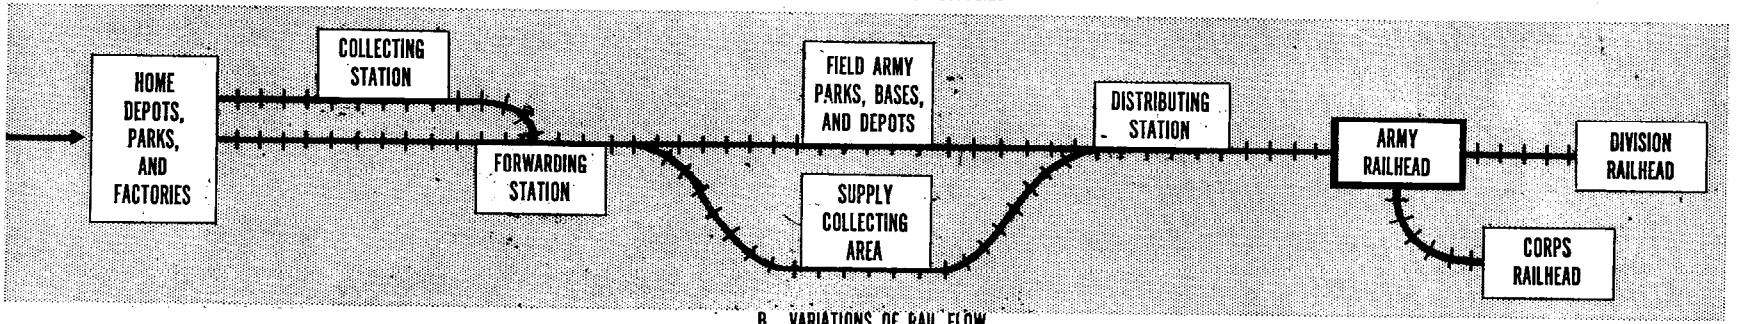 HOME
DEPOTS,
PARKS,
AND
FACTORIES
COLLECTING
STATION
FORWARDING
STATION
FIELD ARMY
PARKS, BASES,
AND DEPOTS
SUPPLY
COLLECTING
AREA
DISTRIBUTING
STATION
ARMY
RAILHEAD
DIVISION
RAILHEAD
CORPS
RAILHEAD
B. VARIATIONS OF RAIL FLOW